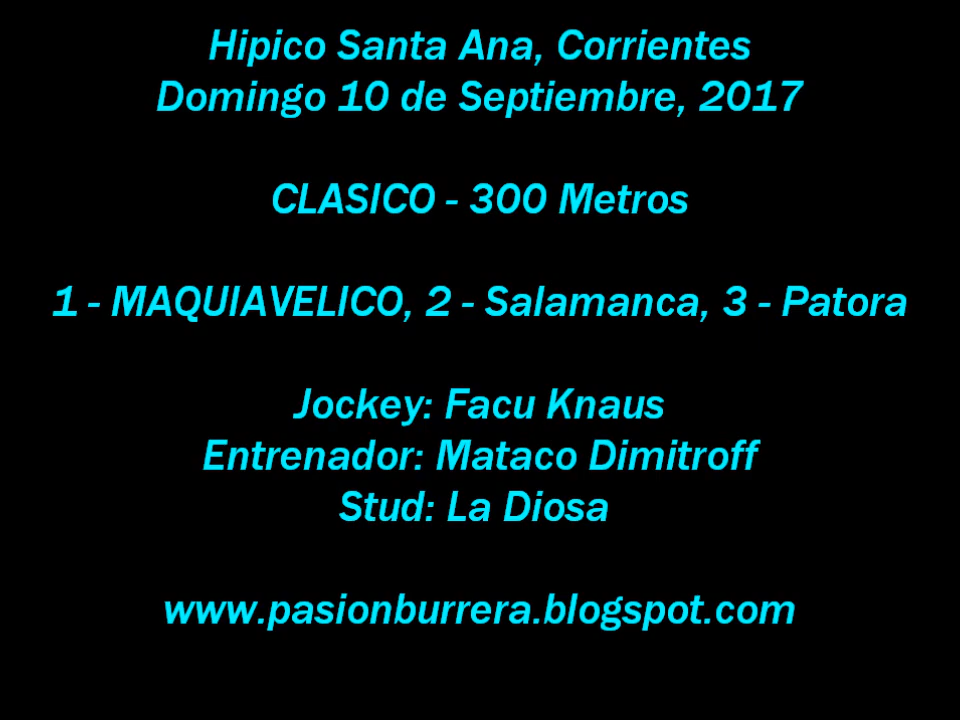 Hipico Santa Ana, Corrientes
Domingo 10 de Septiembre, 2017
CLASICO - 300 Metros
1 - MAQUIAVELICO, 2 - Salamanca, 3 - Patora
Jockey: Facu Knaus
Entrenador: Mataco Dimitroff
Stud: La Diosa
www.pasionburrera.blogspot.com